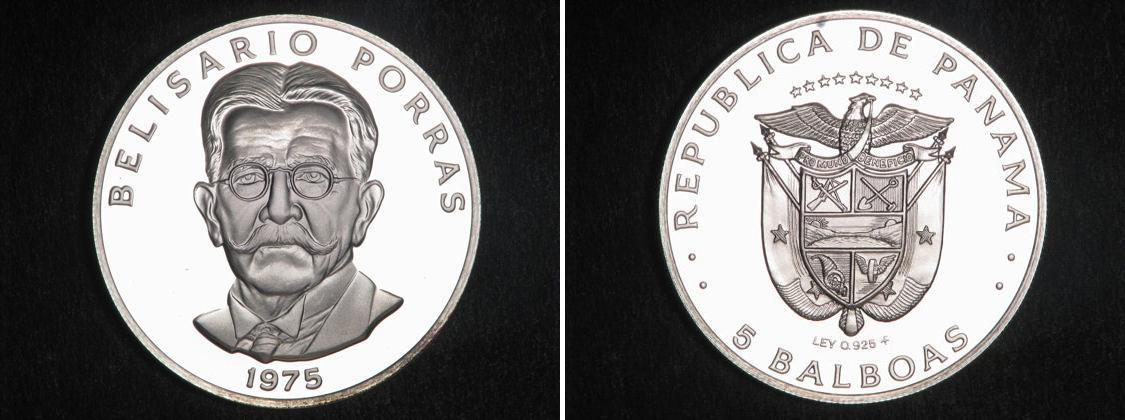 BELISARIO PORRAS
1975
REPUBLICA DE PANAMA
PRO MUNDI BENEFICIO
LEY 0.925
5 BALBOAS